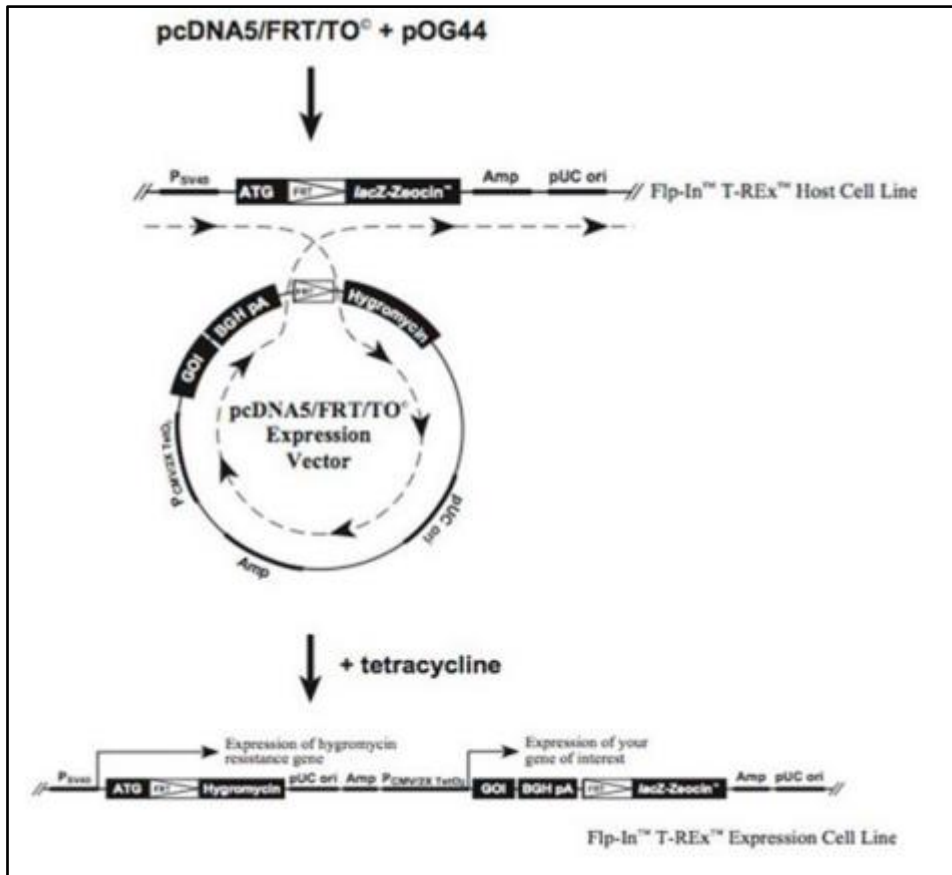 pcDNA5/FRT/TO© + pOG44
PSV40
ATG
FRT
lacZ-Zeocin™
Amp
pUC ori
Flp-In™ T-REx™ Host Cell Line
FRT
BGH pA
Hygromycin
GOI
pcDNA5/FRT/TO©
Expression
Vector
PCMV/2X TetO2
pUC ori
Amp
+ tetracycline
Expression of hygromycin
resistance gene
Expression of your
gene of interest
PSV40
pUC ori
Amp
PCMV/2X TetO2
Amp
pUC ori
ATG
FRT
Hygromycin
GOI
BGH pA
FRT
lacZ-Zeocin™
Flp-In™ T-REx™ Expression Cell Line